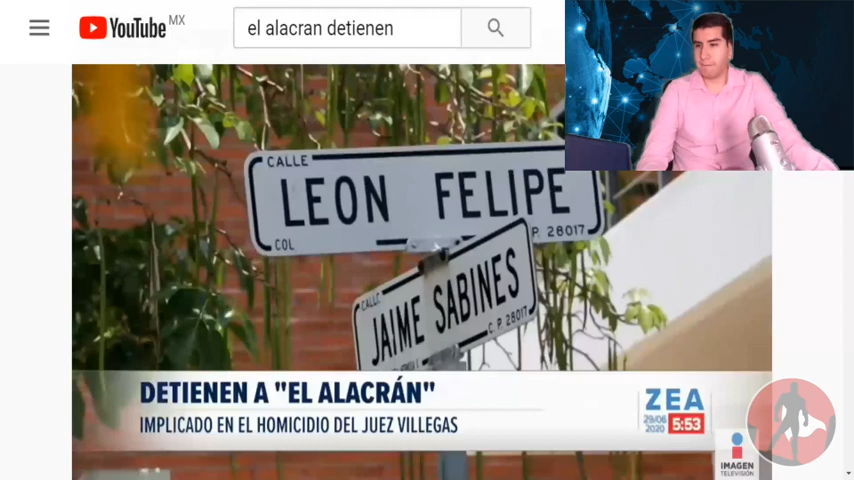 YouTube MX
el alacran detienen
CALLE
LEON FELIPE
COL
C.P. 28017
CALLE
JAIME SABINES
C.P. 28017
DETIENEN A "EL ALACRÁN"
IMPLICADO EN EL HOMICIDIO DEL JUEZ VILLEGAS
ZEA
29/06
2020
5:53
IMAGEN
TELEVISIÓN